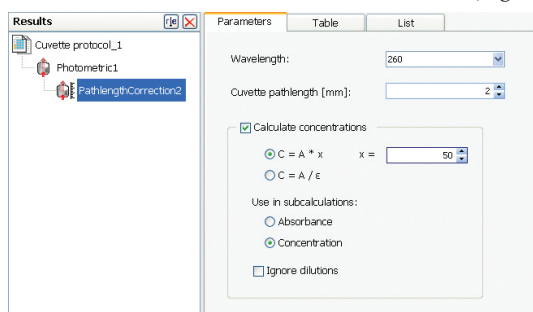 Results
r|e
Cuvette protocol_1
Photometric1
PathlengthCorrection2
Parameters Table List
Wavelength: 260
Cuvette pathlength [mm]: 2
Calculate concentrations
C = A * x x = 50
C = A / ε
Use in subcalculations:
Absorbance
Concentration
Ignore dilutions